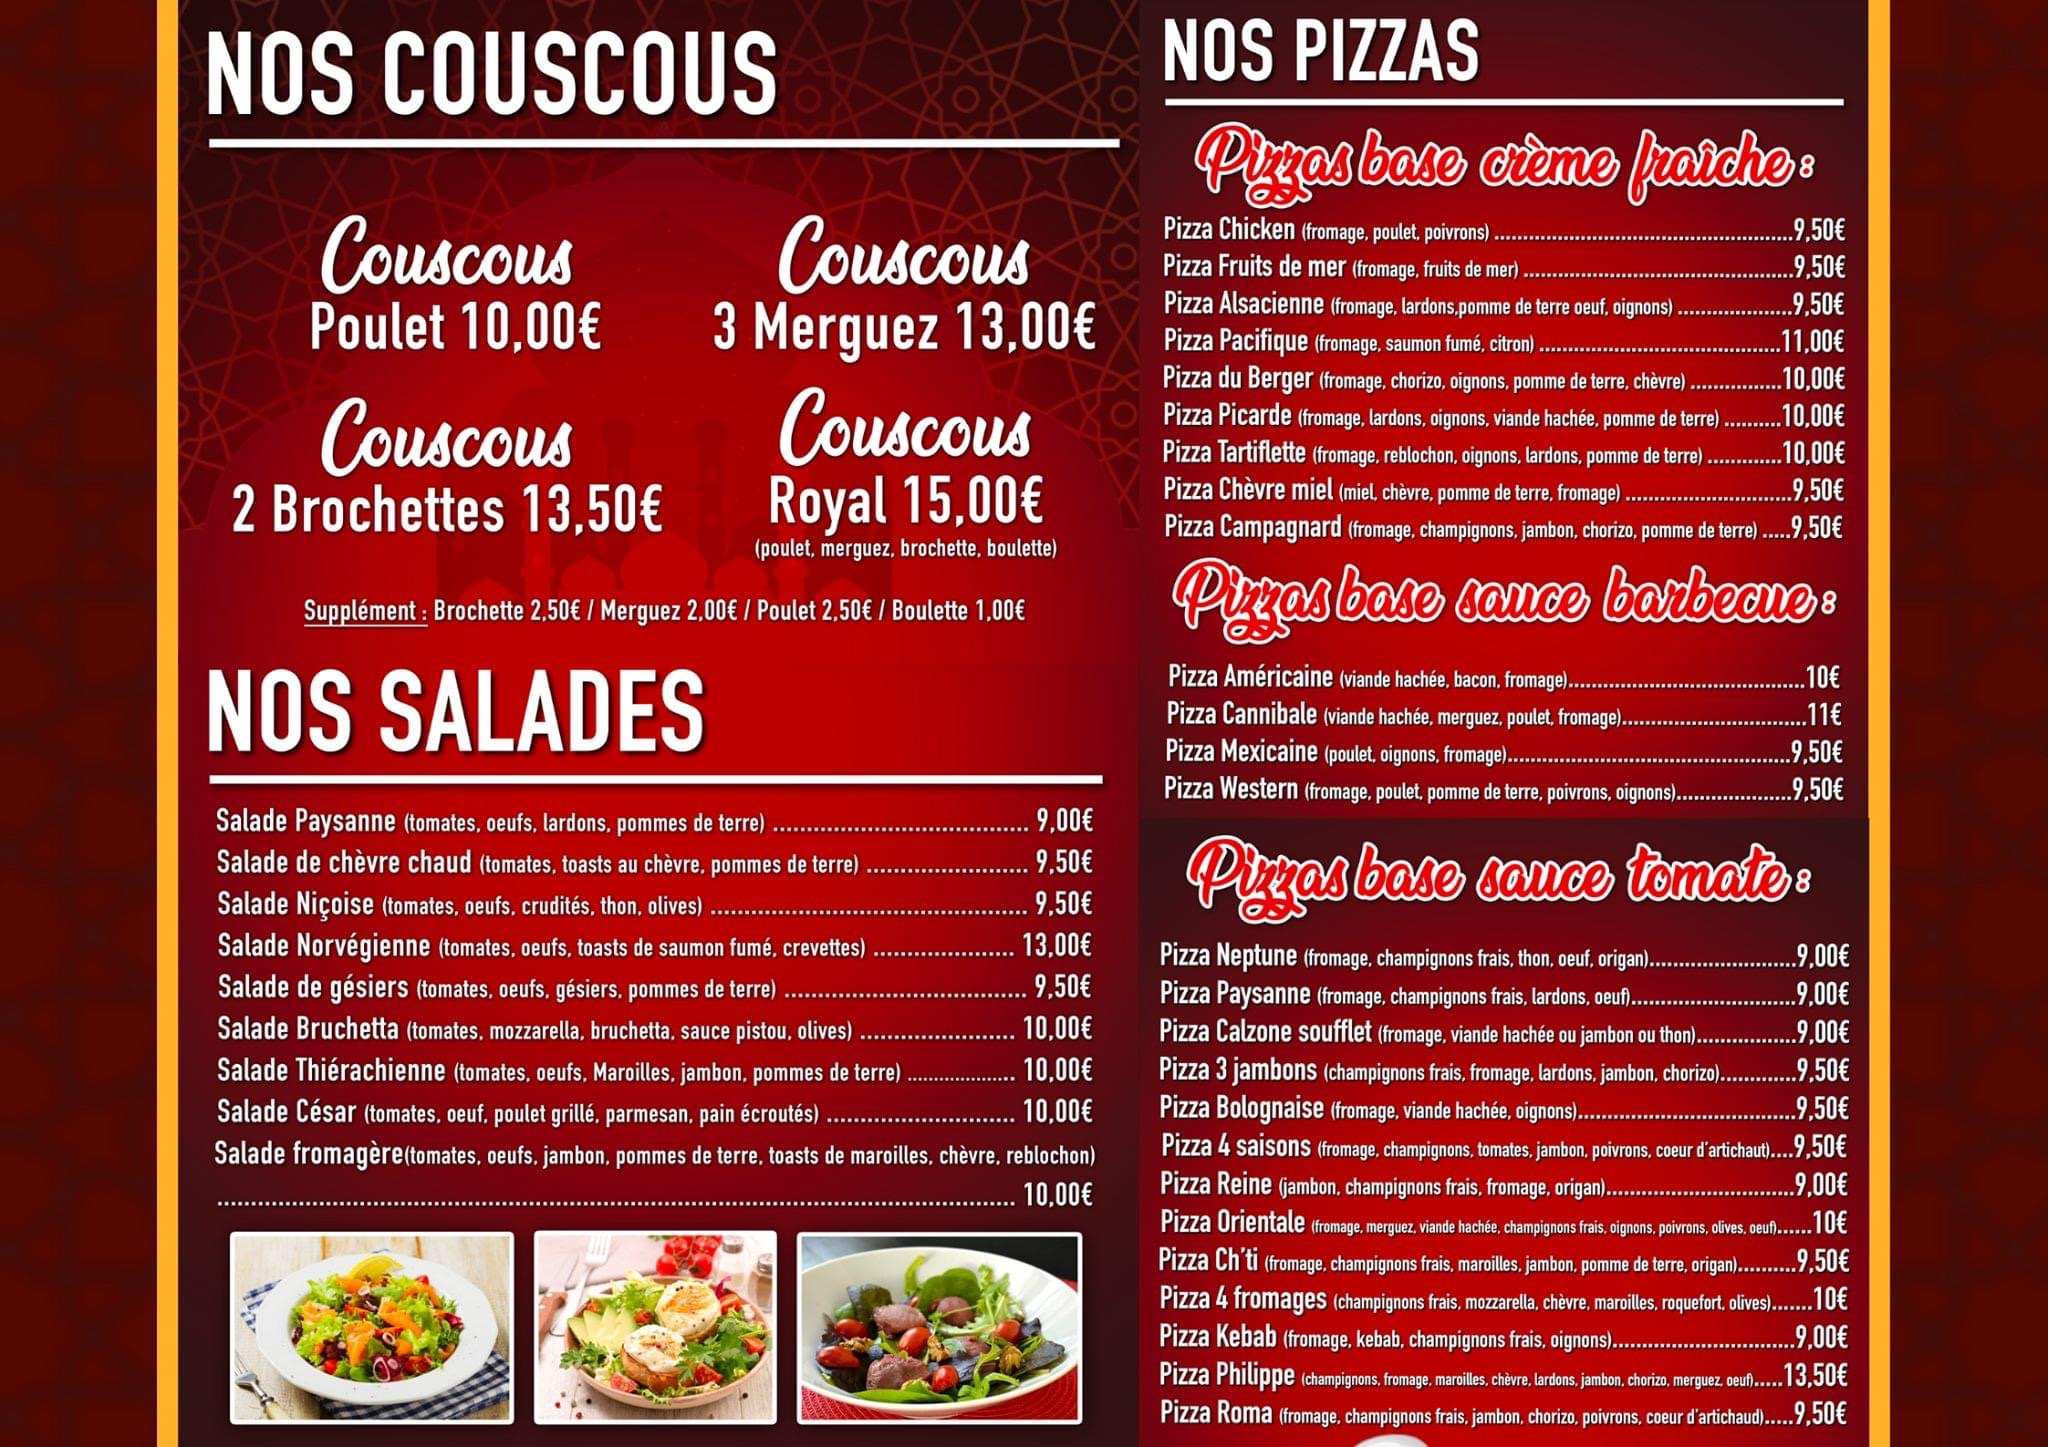 NOS COUSCOUS
Couscous
Poulet 10,00€
Couscous
3 Merguez 13,00€
Couscous
2 Brochettes 13,50€
Couscous
Royal 15,00€
(poulet, merguez, brochette, boulette)
Supplément : Brochette 2,50€ / Merguez 2,00€ / Poulet 2,50€ / Boulette 1,00€
NOS SALADES
Salade Paysanne (tomates, oeufs, lardons, pommes de terre) ..................................... 9,00€
Salade de chèvre chaud (tomates, toasts au chèvre, pommes de terre) ....................... 9,50€
Salade Niçoise (tomates, oeufs, crudités, thon, olives) .............................................. 9,50€
Salade Norvégienne (tomates, oeufs, toasts de saumon fumé, crevettes) .................... 13,00€
Salade de gésiers (tomates, oeufs, gésiers, pommes de terre) ................................... 9,50€
Salade Bruchetta (tomates, mozzarella, bruchetta, sauce pistou, olives) ...................... 10,00€
Salade Thiérachienne (tomates, oeufs, Maroilles, jambon, pommes de terre) .................... 10,00€
Salade César (tomates, oeuf, poulet grillé, parmesan, pain écroutés) ........................... 10,00€
Salade fromagère(tomates, oeufs, jambon, pommes de terre, toasts de maroilles, chèvre, reblochon)
.................................................................................................................... 10,00€
NOS PIZZAS
Pizzas base crème fraîche :
Pizza Chicken (fromage, poulet, poivrons) ....................................................9,50€
Pizza Fruits de mer (fromage, fruits de mer) ...............................................9,50€
Pizza Alsacienne (fromage, lardons,pomme de terre oeuf, oignons) ....................9,50€
Pizza Pacifique (fromage, saumon fumé, citron) ..........................................11,00€
Pizza du Berger (fromage, chorizo, oignons, pomme de terre, chèvre) ................10,00€
Pizza Picarde (fromage, lardons, oignons, viande hachée, pomme de terre) ..........10,00€
Pizza Tartiflette (fromage, reblochon, oignons, lardons, pomme de terre) .............10,00€
Pizza Chèvre miel (miel, chèvre, pomme de terre, fromage) .............................9,50€
Pizza Campagnard (fromage, champignons, jambon, chorizo, pomme de terre) .....9,50€
Pizzas base sauce barbecue :
Pizza Américaine (viande hachée, bacon, fromage)..........................................10€
Pizza Cannibale (viande hachée, merguez, poulet, fromage)................................11€
Pizza Mexicaine (poulet, oignons, fromage).................................................9,50€
Pizza Western (fromage, poulet, pomme de terre, poivrons, oignons)....................9,50€
Pizzas base sauce tomate :
Pizza Neptune (fromage, champignons frais, thon, oeuf, origan).........................9,00€
Pizza Paysanne (fromage, champignons frais, lardons, oeuf)............................9,00€
Pizza Calzone soufflet (fromage, viande hachée ou jambon ou thon).................9,00€
Pizza 3 jambons (champignons frais, fromage, lardons, jambon, chorizo).............9,50€
Pizza Bolognaise (fromage, viande hachée, oignons)......................................9,50€
Pizza 4 saisons (fromage, champignons, tomates, jambon, poivrons, coeur d'artichaut)....9,50€
Pizza Reine (jambon, champignons frais, fromage, origan).................................9,00€
Pizza Orientale (fromage, merguez, viande hachée, champignons frais, oignons, poivrons, olives, oeuf)......10€
Pizza Ch'ti (fromage, champignons frais, maroilles, jambon, pomme de terre, origan)..........9,50€
Pizza 4 fromages (champignons frais, mozzarella, chèvre, maroilles, roquefort, olives).......10€
Pizza Kebab (fromage, kebab, champignons frais, oignons)................................9,00€
Pizza Philippe (champignons, fromage, maroilles, chèvre, lardons, jambon, chorizo, merguez, oeuf).....13,50€
Pizza Roma (fromage, champignons frais, jambon, chorizo, poivrons, coeur d'artichaud).....9,50€